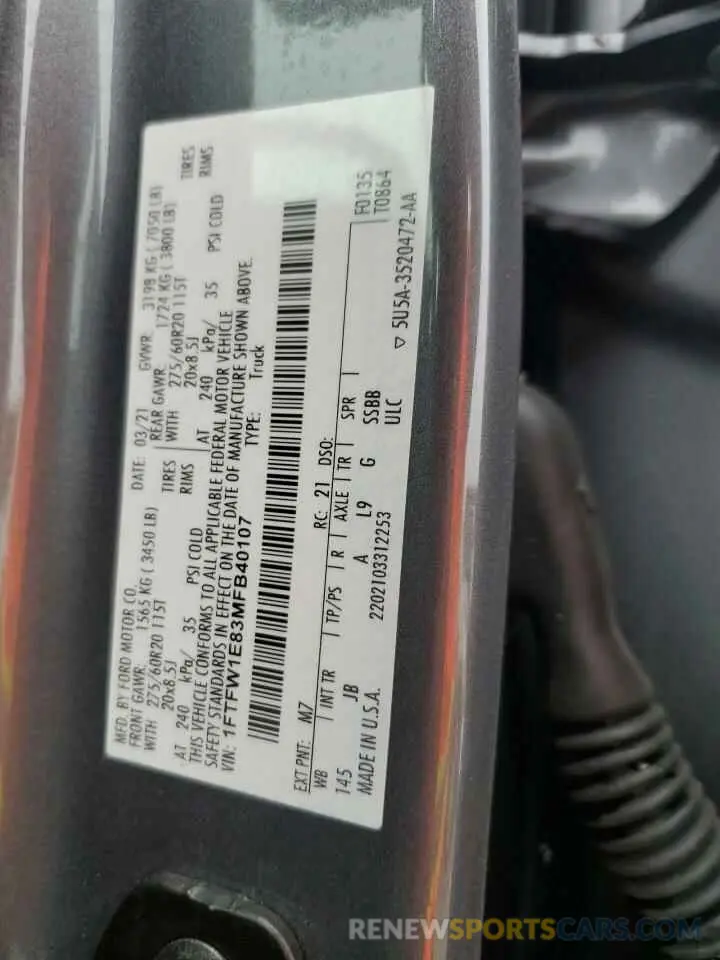 MFD. BY FORD MOTOR CO. DATE: 03/21 GVWR: 3198 KG ( 7050 LB)
FRONT GAWR: 1565 KG ( 3450 LB) REAR GAWR: 1724 KG ( 3800 LB)
WITH 275/60R20 115T TIRES WITH 275/60R20 115T TIRES
20x8.5J RIMS 20x8.5J RIMS
AT 240 kPa/ 35 PSI COLD AT 240 kPa/ 35 PSI COLD
THIS VEHICLE CONFORMS TO ALL APPLICABLE FEDERAL MOTOR VEHICLE
SAFETY STANDARDS IN EFFECT ON THE DATE OF MANUFACTURE SHOWN ABOVE.
VIN: 1FTFW1E83MFB40107 TYPE: Truck
EXT PNT: M7 RC: 21 DSO: F0135
WB INT TR TP/PS R AXLE TR SPR T0864
145 JB A L9 G SSBB
MADE IN U.S.A. 2202103312253 ULC ▽ 5U5A-3520472-AA
RENEWSPORTSCARS.COM